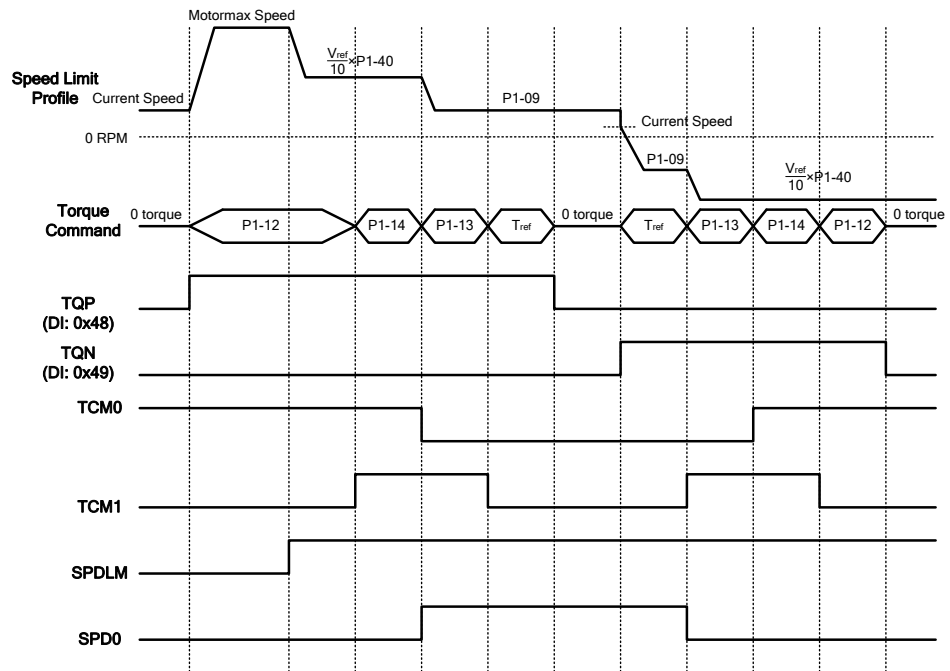 Motormax Speed
Vref
10 ×P1-40
Speed Limit
Profile
Current Speed
P1-09
0 RPM
Current Speed
P1-09
Vref
10 ×P1-40
Torque
Command
0 torque
P1-12
P1-14
P1-13
Tref
0 torque
Tref
P1-13
P1-14
P1-12
0 torque
TQP
(DI: 0x48)
TQN
(DI: 0x49)
TCM0
TCM1
SPDLM
SPD0